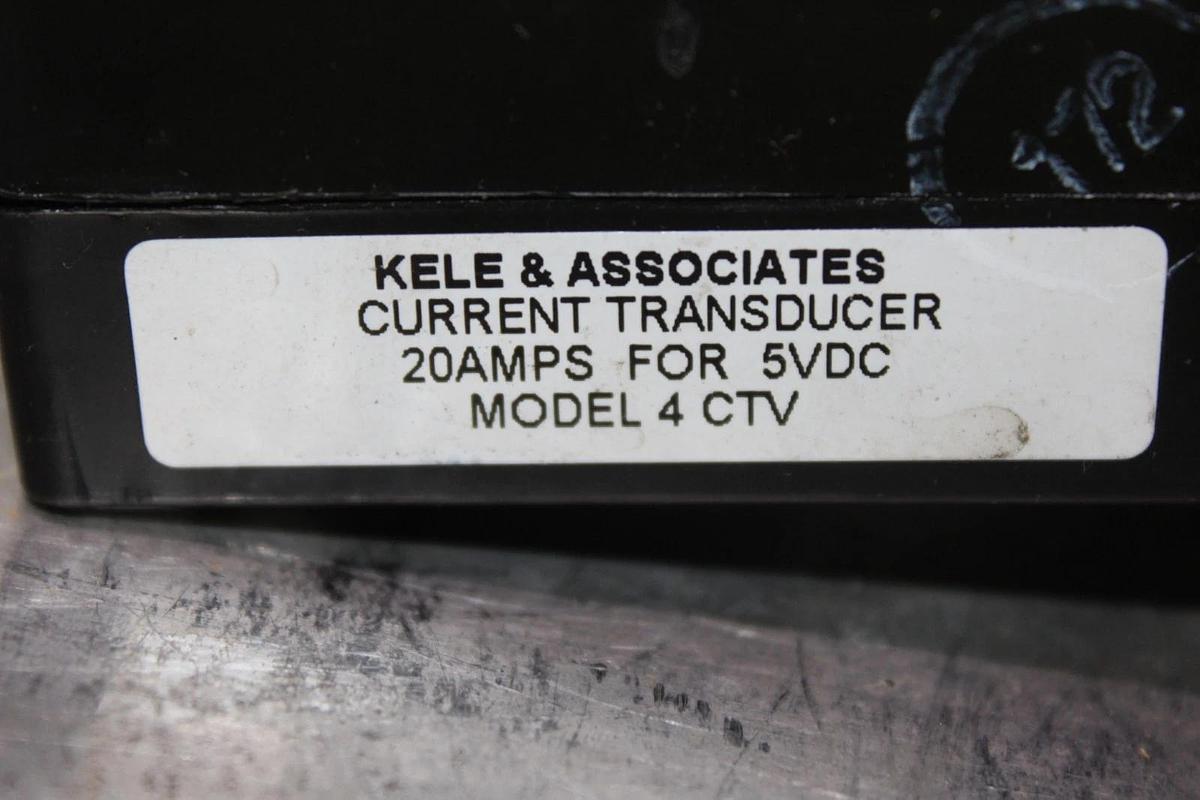 KELE & ASSOCIATES
CURRENT TRANSDUCER
20AMPS FOR 5VDC
MODEL 4 CTV